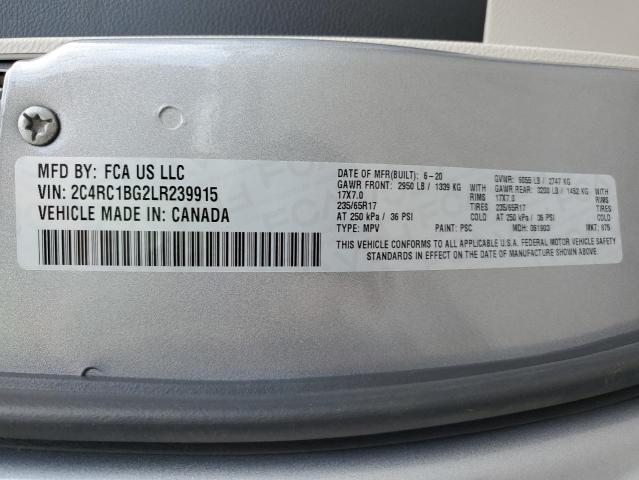 MFD BY: FCA US LLC
VIN: 2C4RC1BG2LR239915
VEHICLE MADE IN: CANADA
DATE OF MFR(BUILT): 6-20 GVWR: 6055 LB / 2747 KG
GAWR FRONT: 2950 LB / 1339 KG WITH GAWR REAR: 3200 LB / 1452 KG WITH
17X7.0 RIMS 17X7.0 RIMS
235/65R17 TIRES 235/65R17 TIRES
AT 250 kPa / 36 PSI COLD AT 250 kPa / 36 PSI COLD
TYPE: MPV PAINT: PSC MDH: 061903 MKT: 675
THIS VEHICLE CONFORMS TO ALL APPLICABLE U.S.A. FEDERAL MOTOR VEHICLE SAFETY
STANDARDS IN EFFECT ON THE DATE OF MANUFACTURE SHOWN ABOVE.